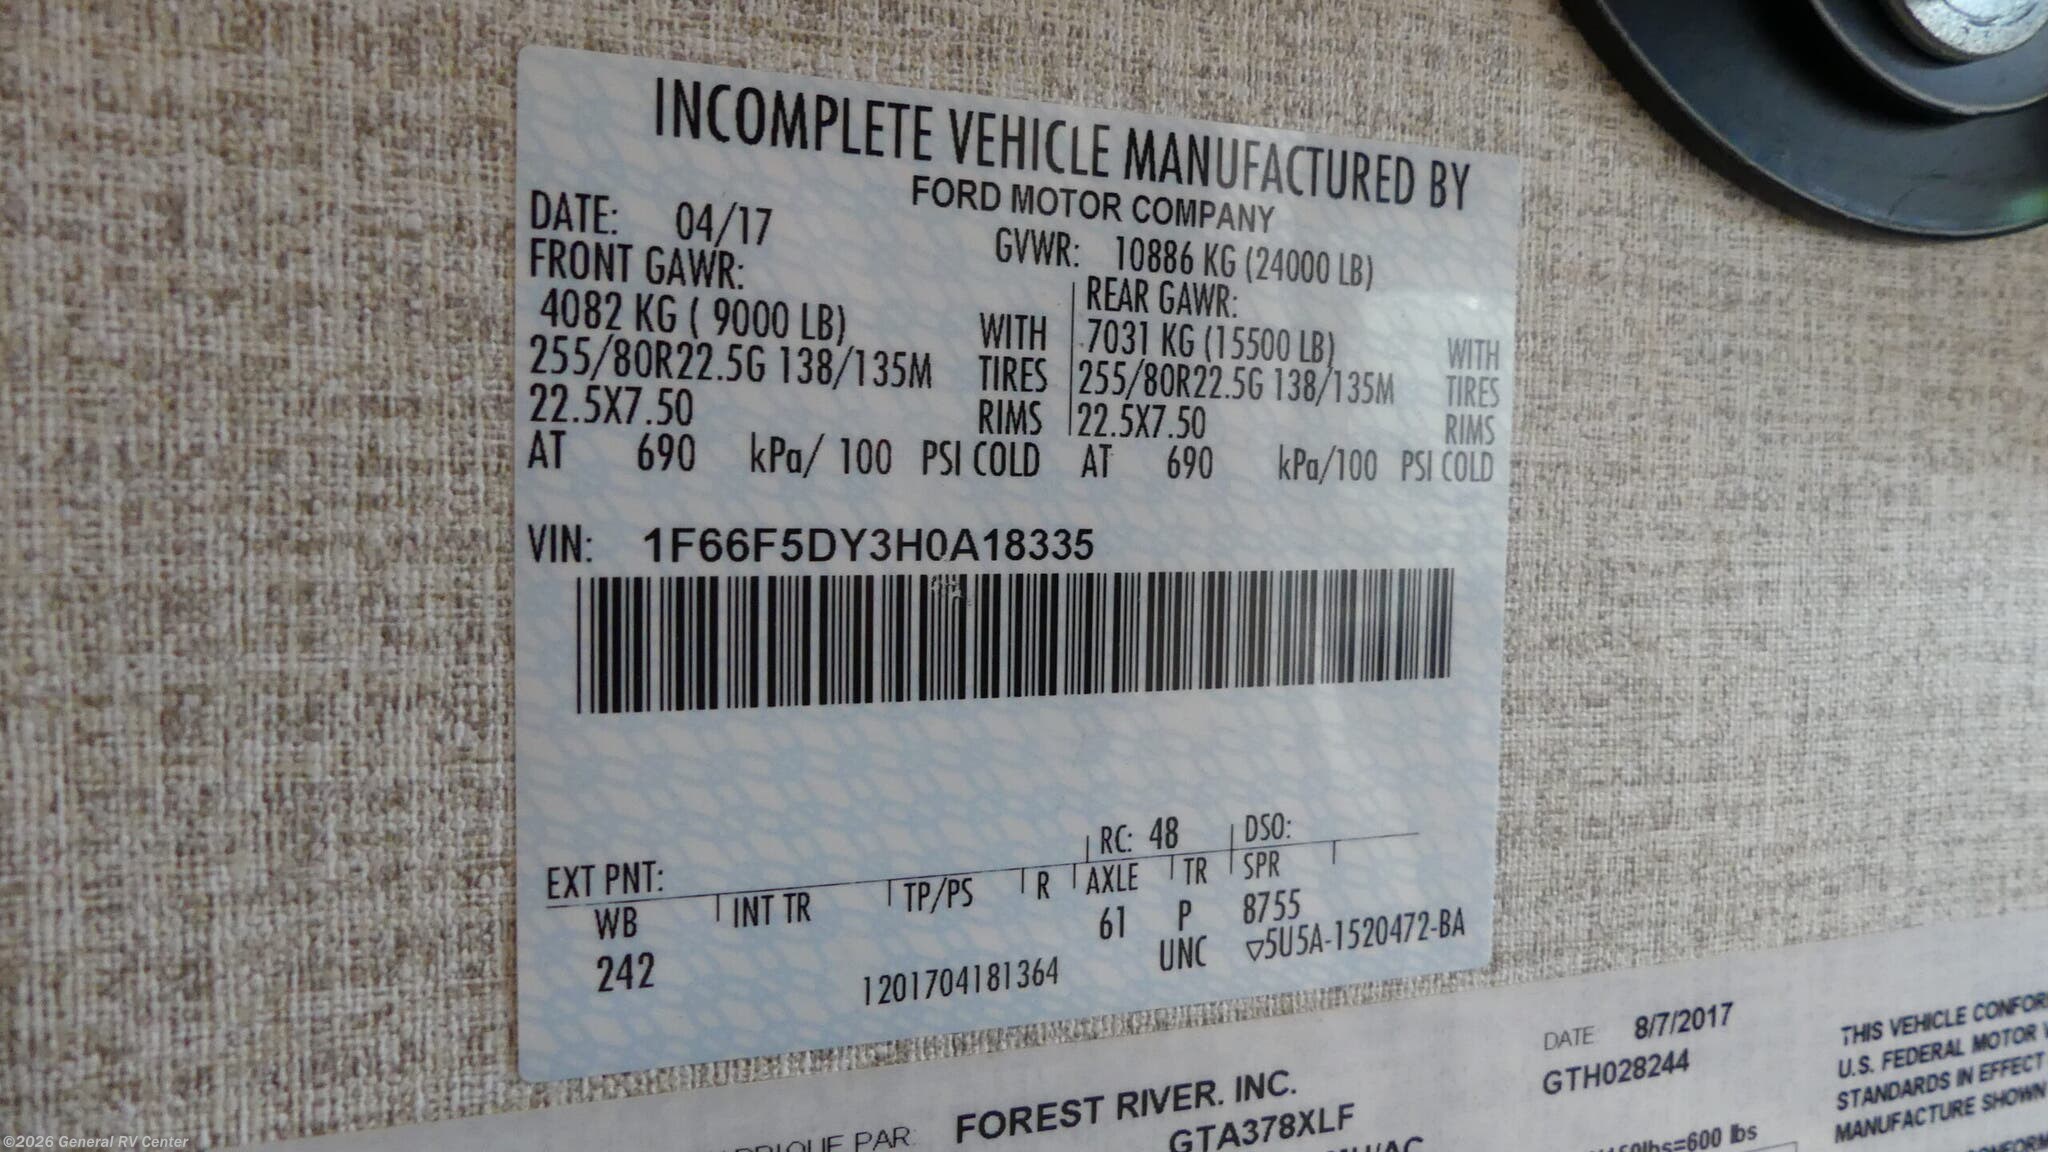 INCOMPLETE VEHICLE MANUFACTURED BY
FORD MOTOR COMPANY
DATE: 04/17
GVWR: 10886 KG (24000 LB)
FRONT GAWR:
REAR GAWR:
4082 KG ( 9000 LB) WITH
7031 KG (15500 LB) WITH
255/80R22.5G 138/135M TIRES
255/80R22.5G 138/135M TIRES
22.5X7.50 RIMS
22.5X7.50 RIMS
AT 690 kPa/ 100 PSI COLD
AT 690 kPa/100 PSI COLD
VIN: 1F66F5DY3H0A18335
EXT PNT: RC: 48 DSO:
WB INT TR TP/PS R AXLE TR SPR
242 61 P 8755
1201704181364 UNC ▽5U5A-1520472-BA
DATE 8/7/2017
GTH028244
PAR: FOREST RIVER. INC.
GTA378XLF
THIS VEHICLE CONFOR
U.S. FEDERAL MOTOR
STANDARDS IN EFFECT
MANUFACTURE SHOWN
lbs=600 lbs
©2026 General RV Center